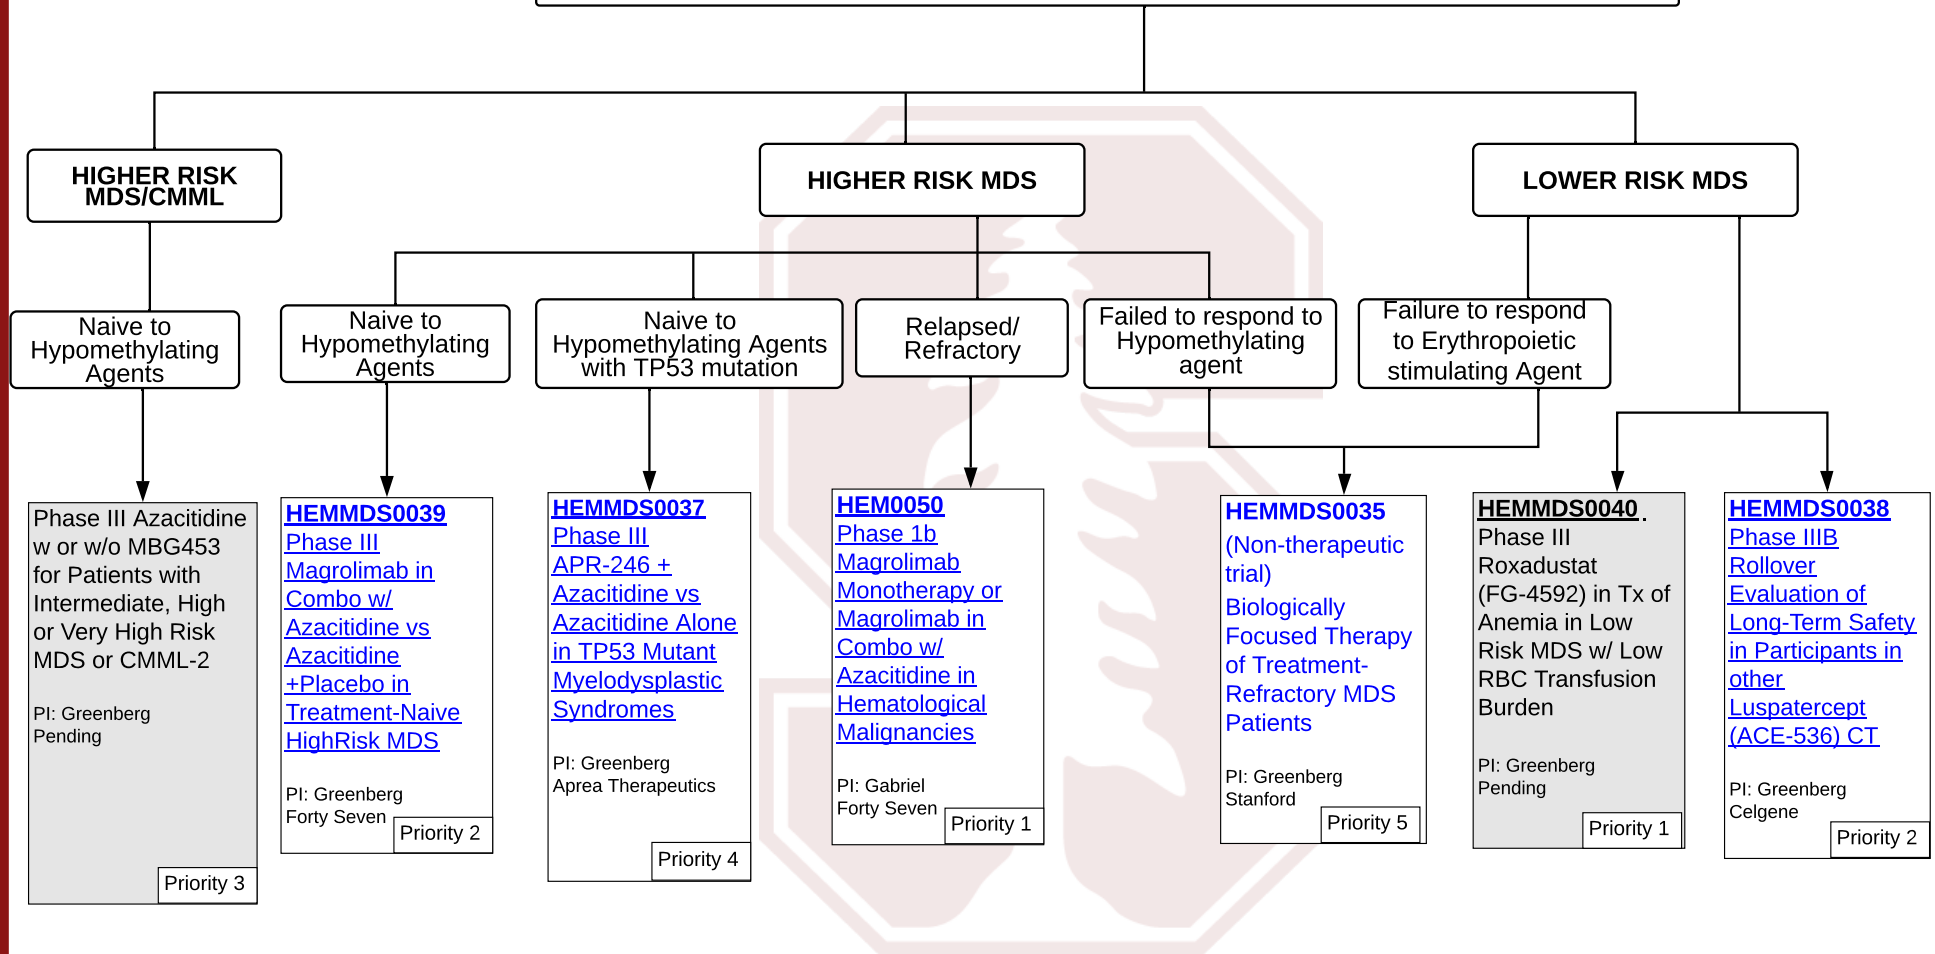 HIGHER RISK
MDS/CMML
HIGHER RISK MDS
LOWER RISK MDS
Naive to
Hypomethylating
Agents
Naive to
Hypomethylating
Agents
Naive to
Hypomethylating Agents
with TP53 mutation
Relapsed/
Refractory
Failed to respond to
Hypomethylating
agent
Failure to respond
to Erythropoietic
stimulating Agent
Phase III Azacitidine
w or w/o MBG453
for Patients with
Intermediate, High
or Very High Risk
MDS or CMML-2
PI: Greenberg
Pending
Priority 3
HEMMDS0039
Phase III
Magrolimab in
Combo w/
Azacitidine vs
Azacitidine
+Placebo in
Treatment-Naive
HighRisk MDS
PI: Greenberg
Forty Seven
Priority 2
HEMMDS0037
Phase III
APR-246 +
Azacitidine vs
Azacitidine Alone
in TP53 Mutant
Myelodysplastic
Syndromes
PI: Greenberg
Aprea Therapeutics
Priority 4
HEM0050
Phase 1b
Magrolimab
Monotherapy or
Magrolimab in
Combo w/
Azacitidine in
Hematological
Malignancies
PI: Gabriel
Forty Seven
Priority 1
HEMMDS0035
(Non-therapeutic
trial)
Biologically
Focused Therapy
of Treatment-
Refractory MDS
Patients
PI: Greenberg
Stanford
Priority 5
HEMMDS0040
Phase III
Roxadustat
(FG-4592) in Tx of
Anemia in Low
Risk MDS w/ Low
RBC Transfusion
Burden
PI: Greenberg
Pending
Priority 1
HEMMDS0038
Phase IIIB
Rollover
Evaluation of
Long-Term Safety
in Participants in
other
Luspatercept
(ACE-536) CT
PI: Greenberg
Celgene
Priority 2